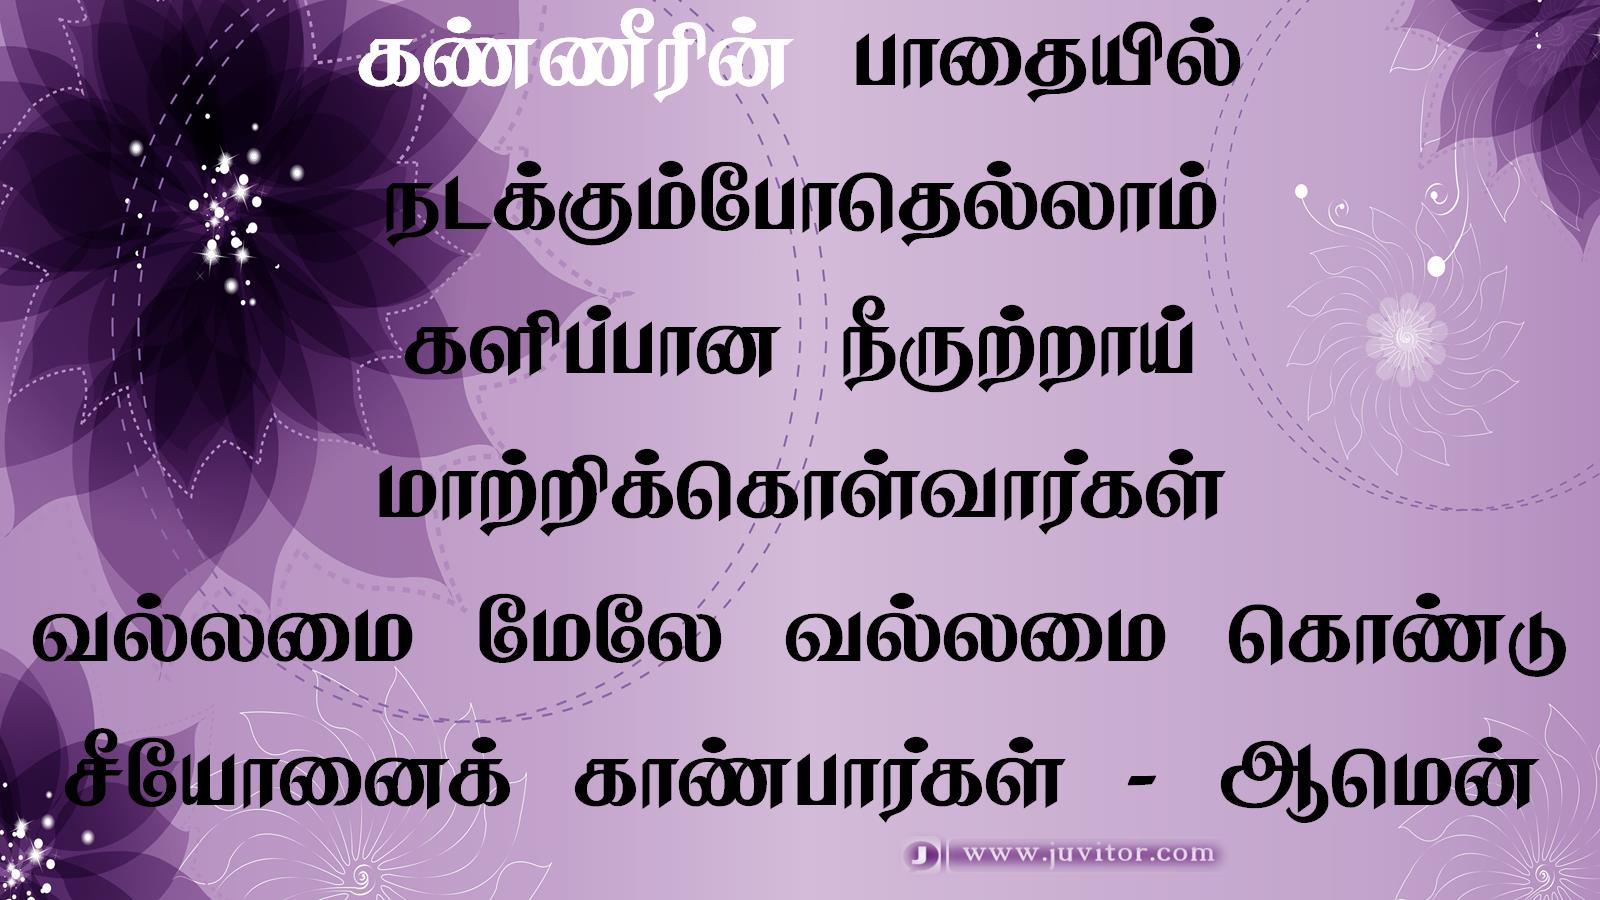 கண்ணீரின் பாதையில்
நடக்கும்போதெல்லாம்
களிப்பான நீருற்றாய்
மாற்றிக்கொள்வார்கள்
வல்லமை மேலே வல்லமை கொண்டு
சீயோனைக் காண்பார்கள் - ஆமென்
J www.juvitor.com